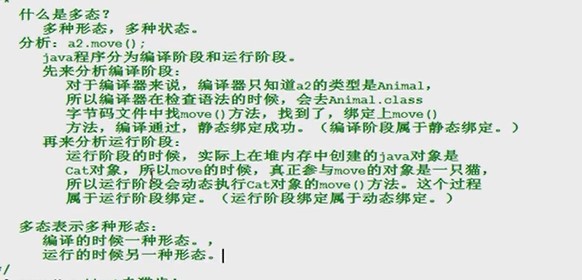 什么是多态？
多种形态，多种状态。
分析：a2.move();
java程序分为编译阶段和运行阶段。
先来分析编译阶段：
对于编译器来说，编译器只知道a2的类型是Animal，
所以编译器在检查语法的时候，会去Animal.class
字节码文件中找move()方法，找到了，绑定上move()
方法，编译通过，静态绑定成功。（编译阶段属于静态绑定。）
再来分析运行阶段：
运行阶段的时候，实际上在堆内存中创建的java对象是
Cat对象，所以move的时候，真正参与move的对象是一只猫，
所以运行阶段会动态执行Cat对象的move()方法。这个过程
属于运行阶段绑定。（运行阶段绑定属于动态绑定。）
多态表示多种形态：
编译的时候一种形态。，
运行的时候另一种形态。
*/